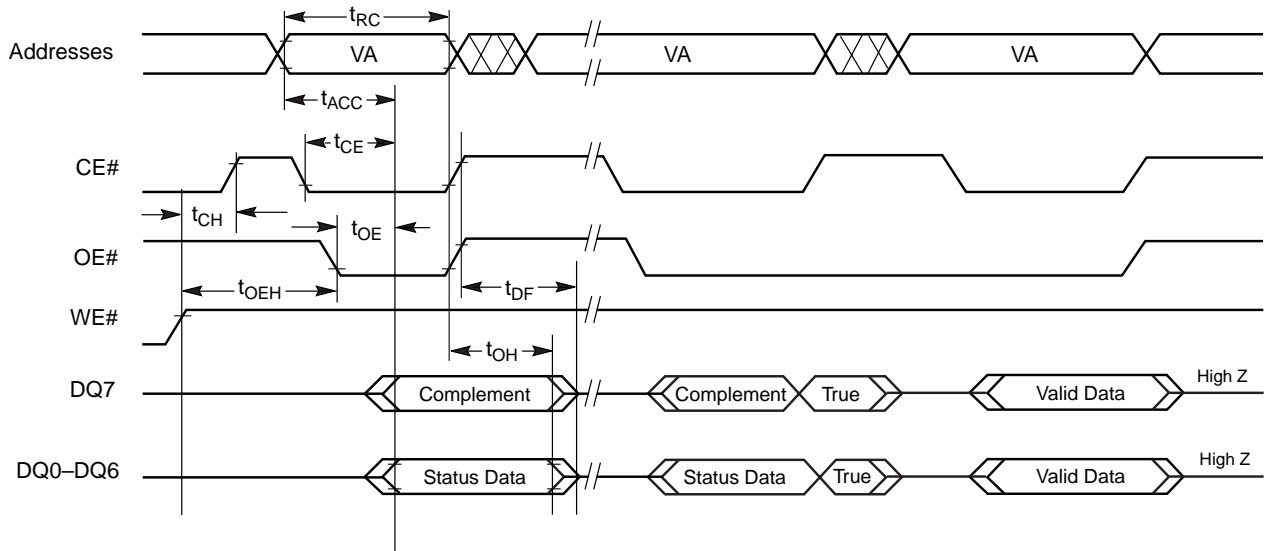 tRC
Addresses VA VA VA
tACC
tCE
CE#
tCH
tOE
OE#
tOEH
tDF
WE#
tOH
DQ7 Complement Complement True Valid Data High Z
DQ0–DQ6 Status Data Status Data True Valid Data High Z